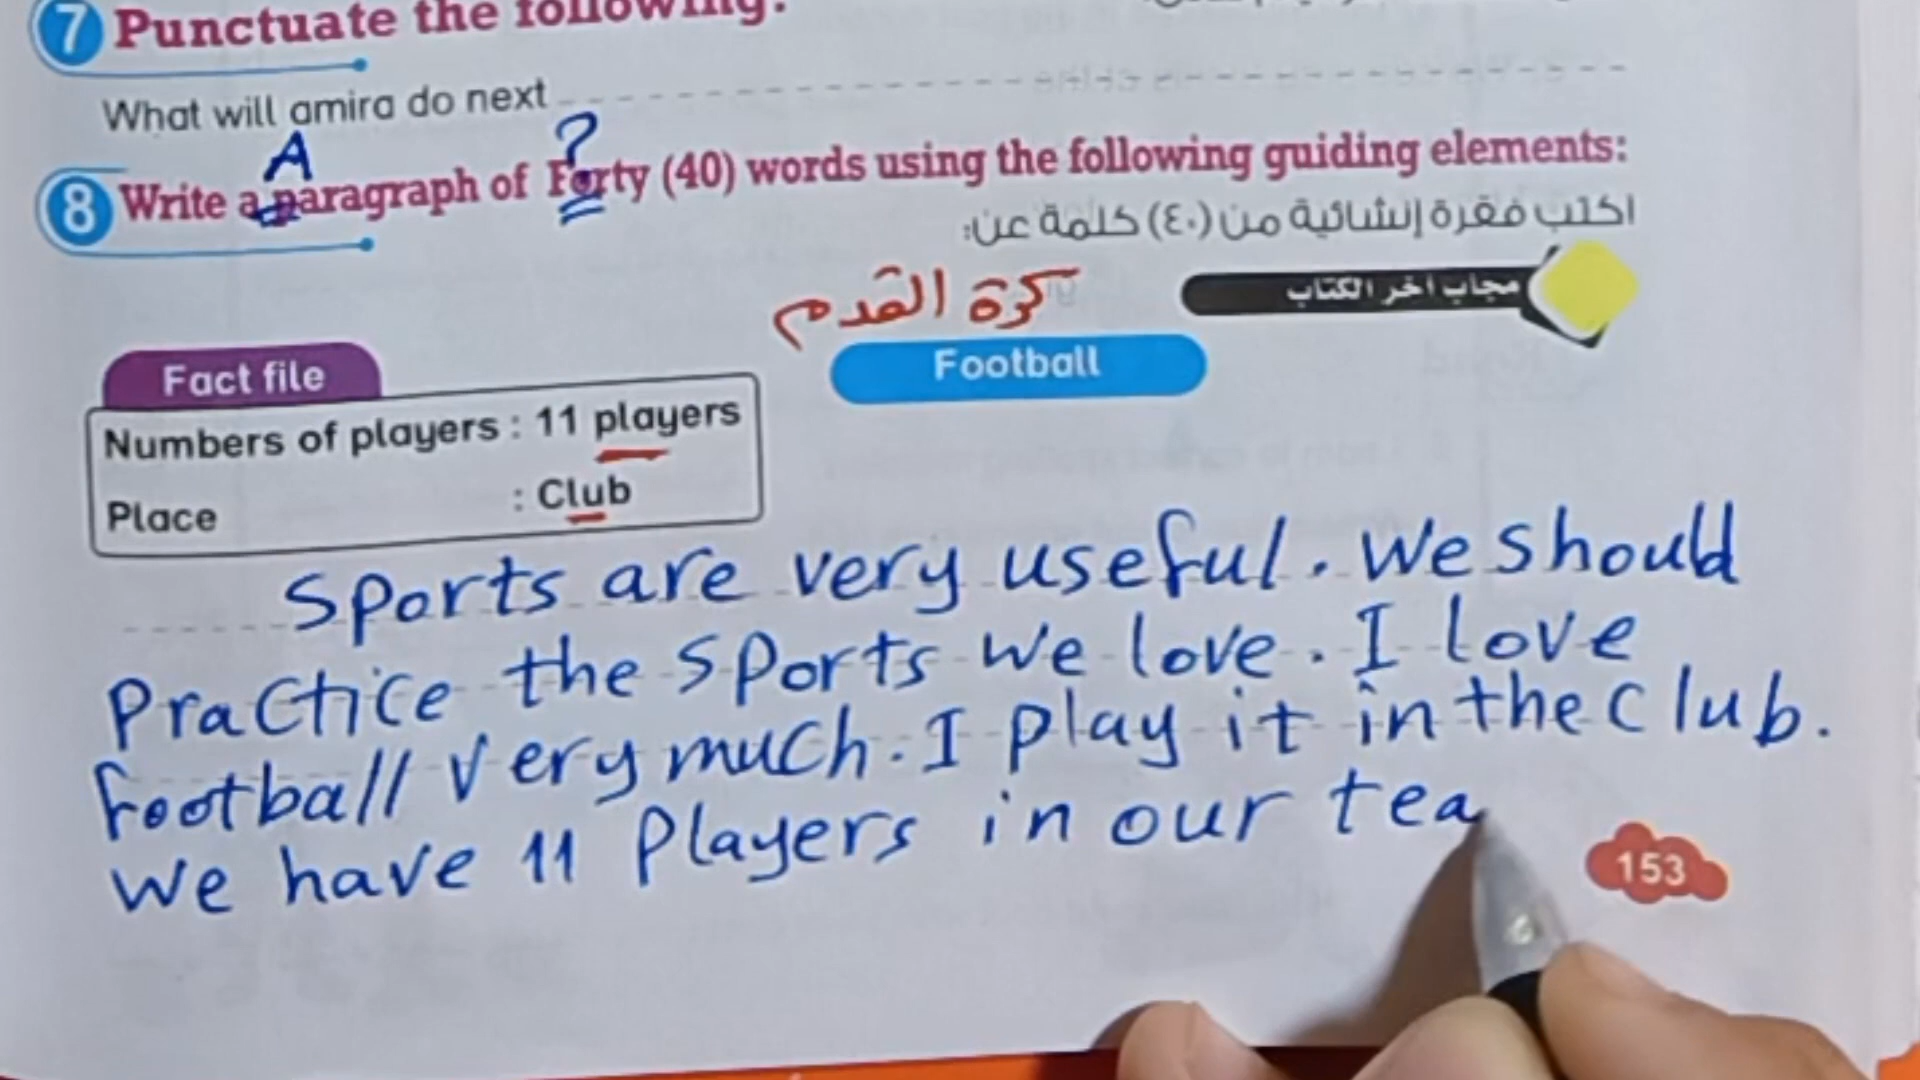 7 Punctuate the following:
What will amira do next
A ?
8 Write a paragraph of Forty (40) words using the following guiding elements:
اكتب فقرة إنشائية من (٤٠) كلمة عن:
مجاب آخر الكتاب
كرة القدم
Football
Fact file
Numbers of players : 11 players
Place : Club
Sports are very useful. We should
Practice the Sports we love. I love
football very much. I play it in the club.
We have 11 Players in our tea
153